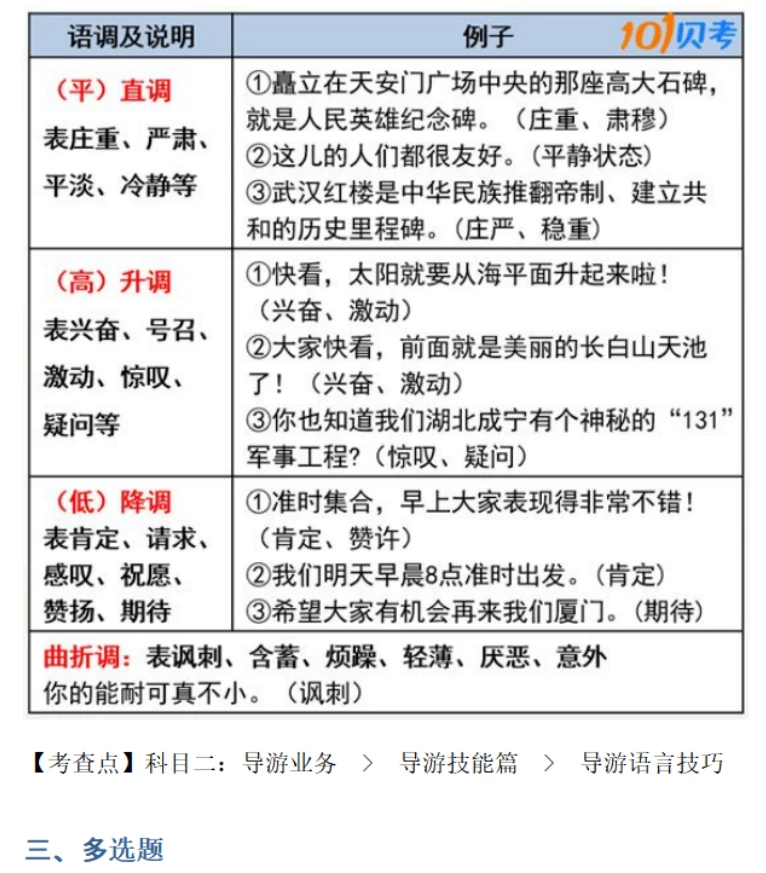 语调及说明
例子
101贝考
（平）直调
表庄重、严肃、
平淡、冷静等
①矗立在天安门广场中央的那座高大石碑，
就是人民英雄纪念碑。（庄重、肃穆）
②这儿的人们都很友好。(平静状态)
③武汉红楼是中华民族推翻帝制、建立共
和的历史里程碑。(庄严、稳重)
（高）升调
表兴奋、号召、
激动、惊叹、
疑问等
①快看，太阳就要从海平面升起来啦！
（兴奋、激动）
②大家快看，前面就是美丽的长白山天池
了！（兴奋、激动）
③你也知道我们湖北成宁有个神秘的“131”
军事工程?（惊叹、疑问）
（低）降调
表肯定、请求、
感叹、祝愿、
赞扬、期待
①准时集合，早上大家表现得非常不错！
（肯定、赞许）
②我们明天早晨8点准时出发。(肯定)
③希望大家有机会再来我们厦门。(期待)
曲折调：表讽刺、含蓄、烦躁、轻薄、厌恶、意外
你的能耐可真不小。（讽刺）
【考查点】科目二：导游业务 > 导游技能篇 > 导游语言技巧
三、多选题